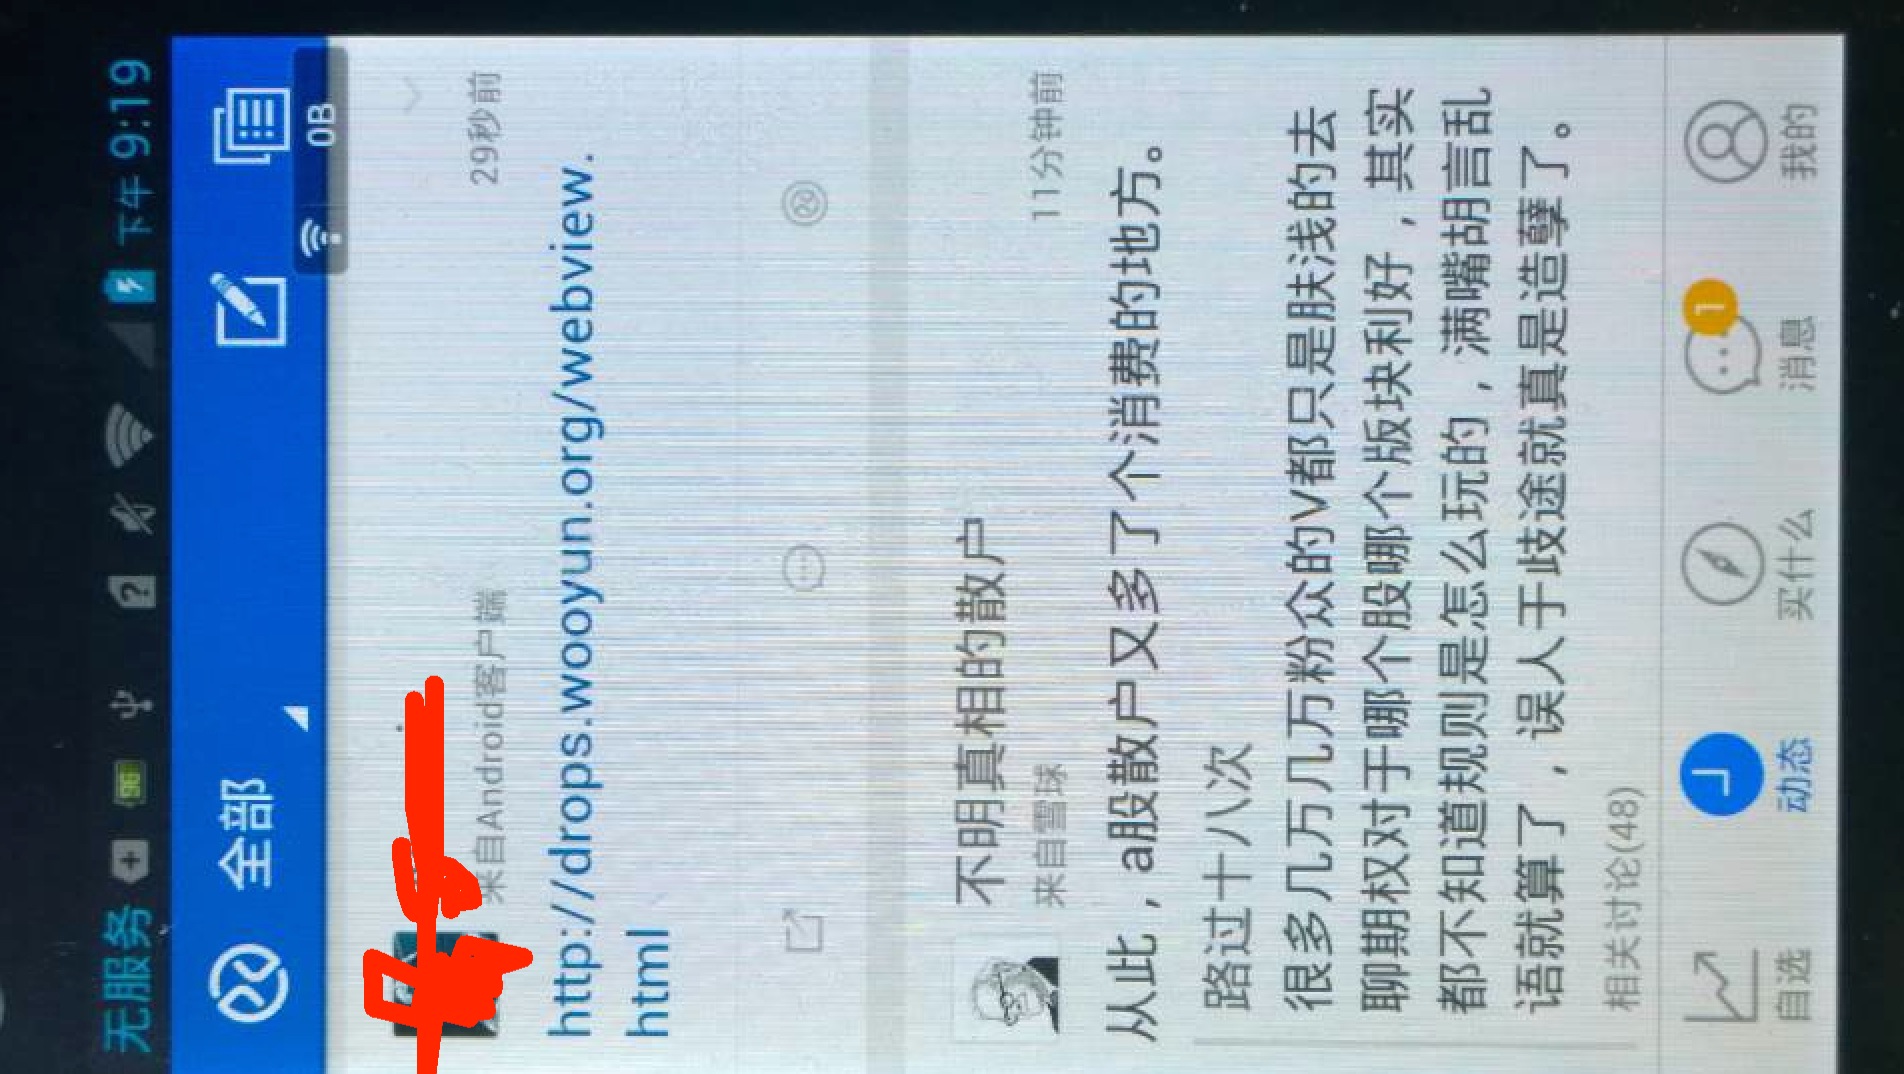 无服务
96
下午 9:19
全部
0B
29秒前
来自Android客户端
http://drops.wooyun.org/webview.
html
不明真相的散户
来自雪球
11分钟前
从此，a股散户又多了个消费的地方。
路过十八次
很多几万几万粉众的V都只是肤浅的去
聊期权对于哪个股哪个版块利好，其实
都不知道规则是怎么玩的，满嘴胡言乱
语就算了，误人于歧途就真是造孽了。
相关讨论(48)
自选
动态
买什么
1
消息
我的